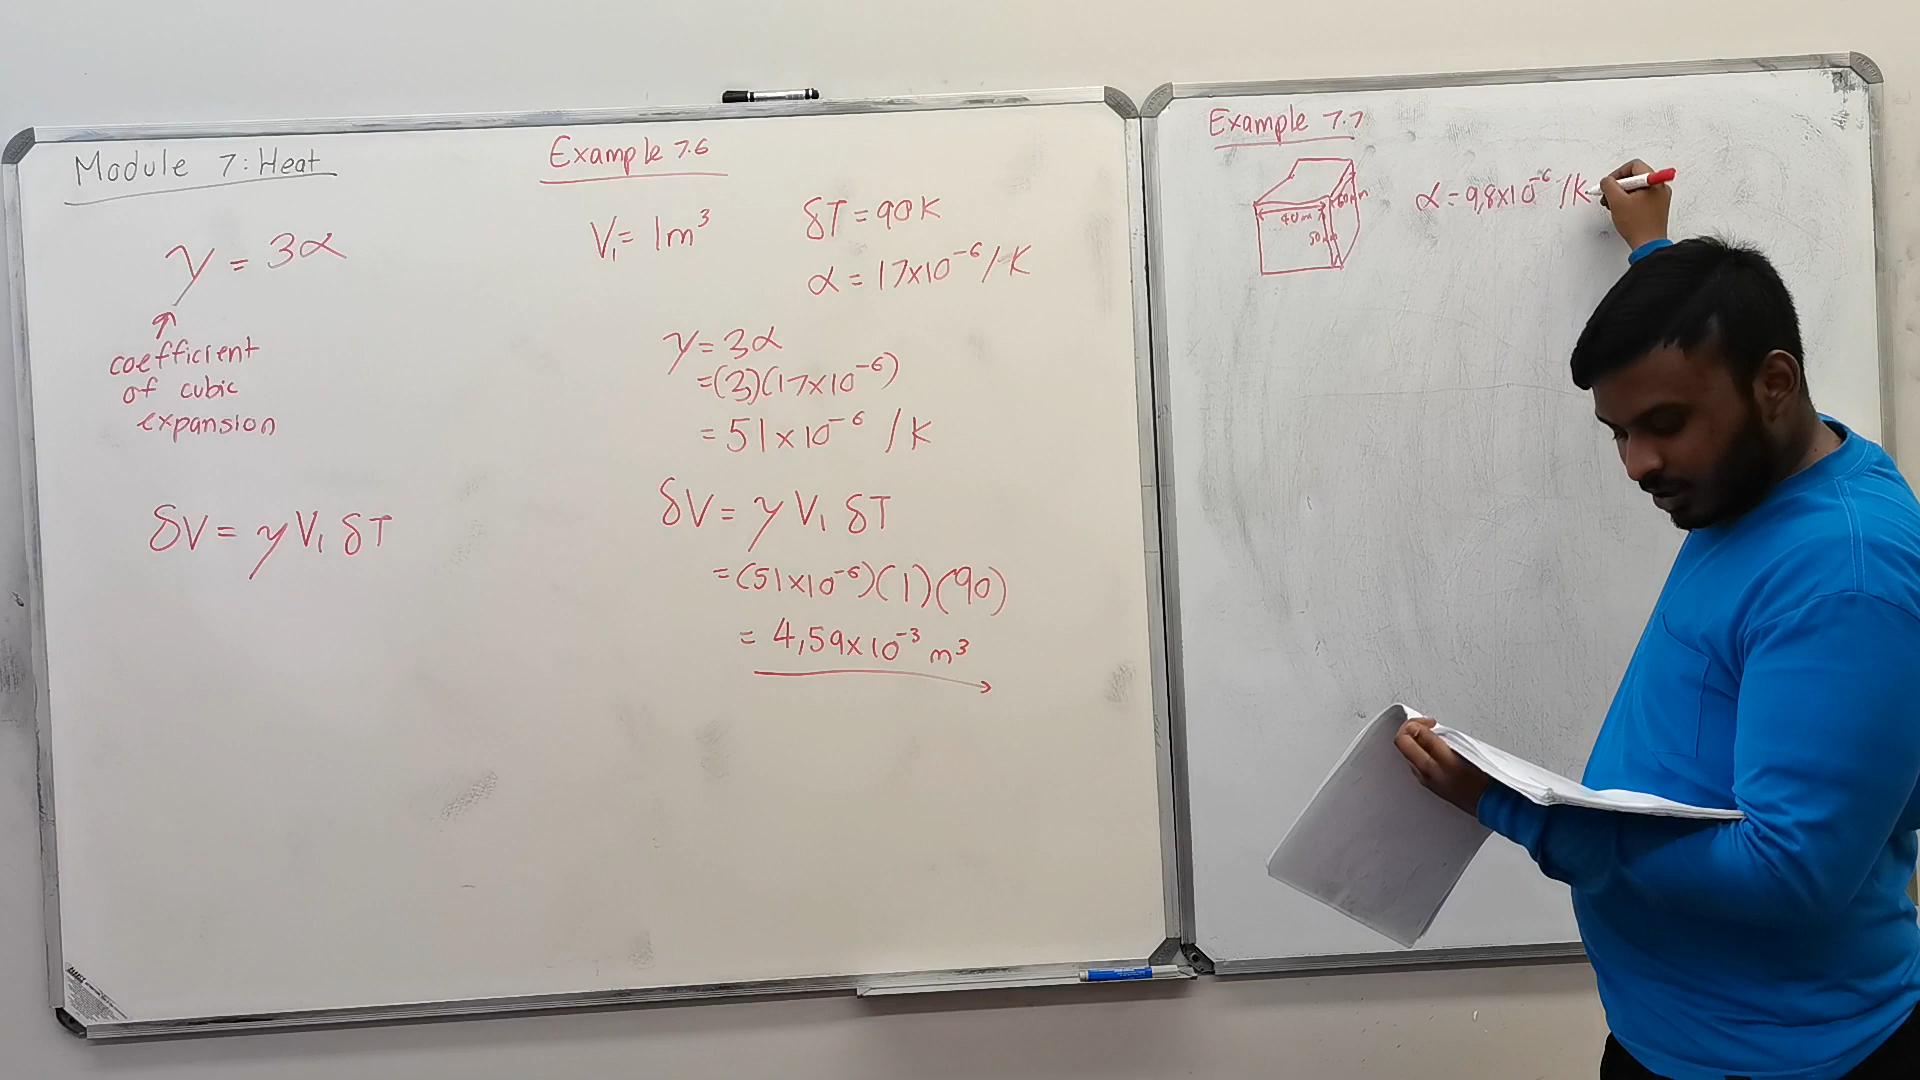 Module 7: Heat
γ = 3α
coefficient
of cubic
expansion
δV = γ V₁ δT
Example 7.6
V₁ = 1m³
δT = 90K
α = 17x10⁻⁶/K
γ = 3α
=(3)(17x10⁻⁶)
= 51x10⁻⁶ /K
δV = γ V₁ δT
=(51x10⁻⁶)(1)(90)
= 4,59x10⁻³ m³
Example 7.7
α = 9,8x10⁻⁶ /K